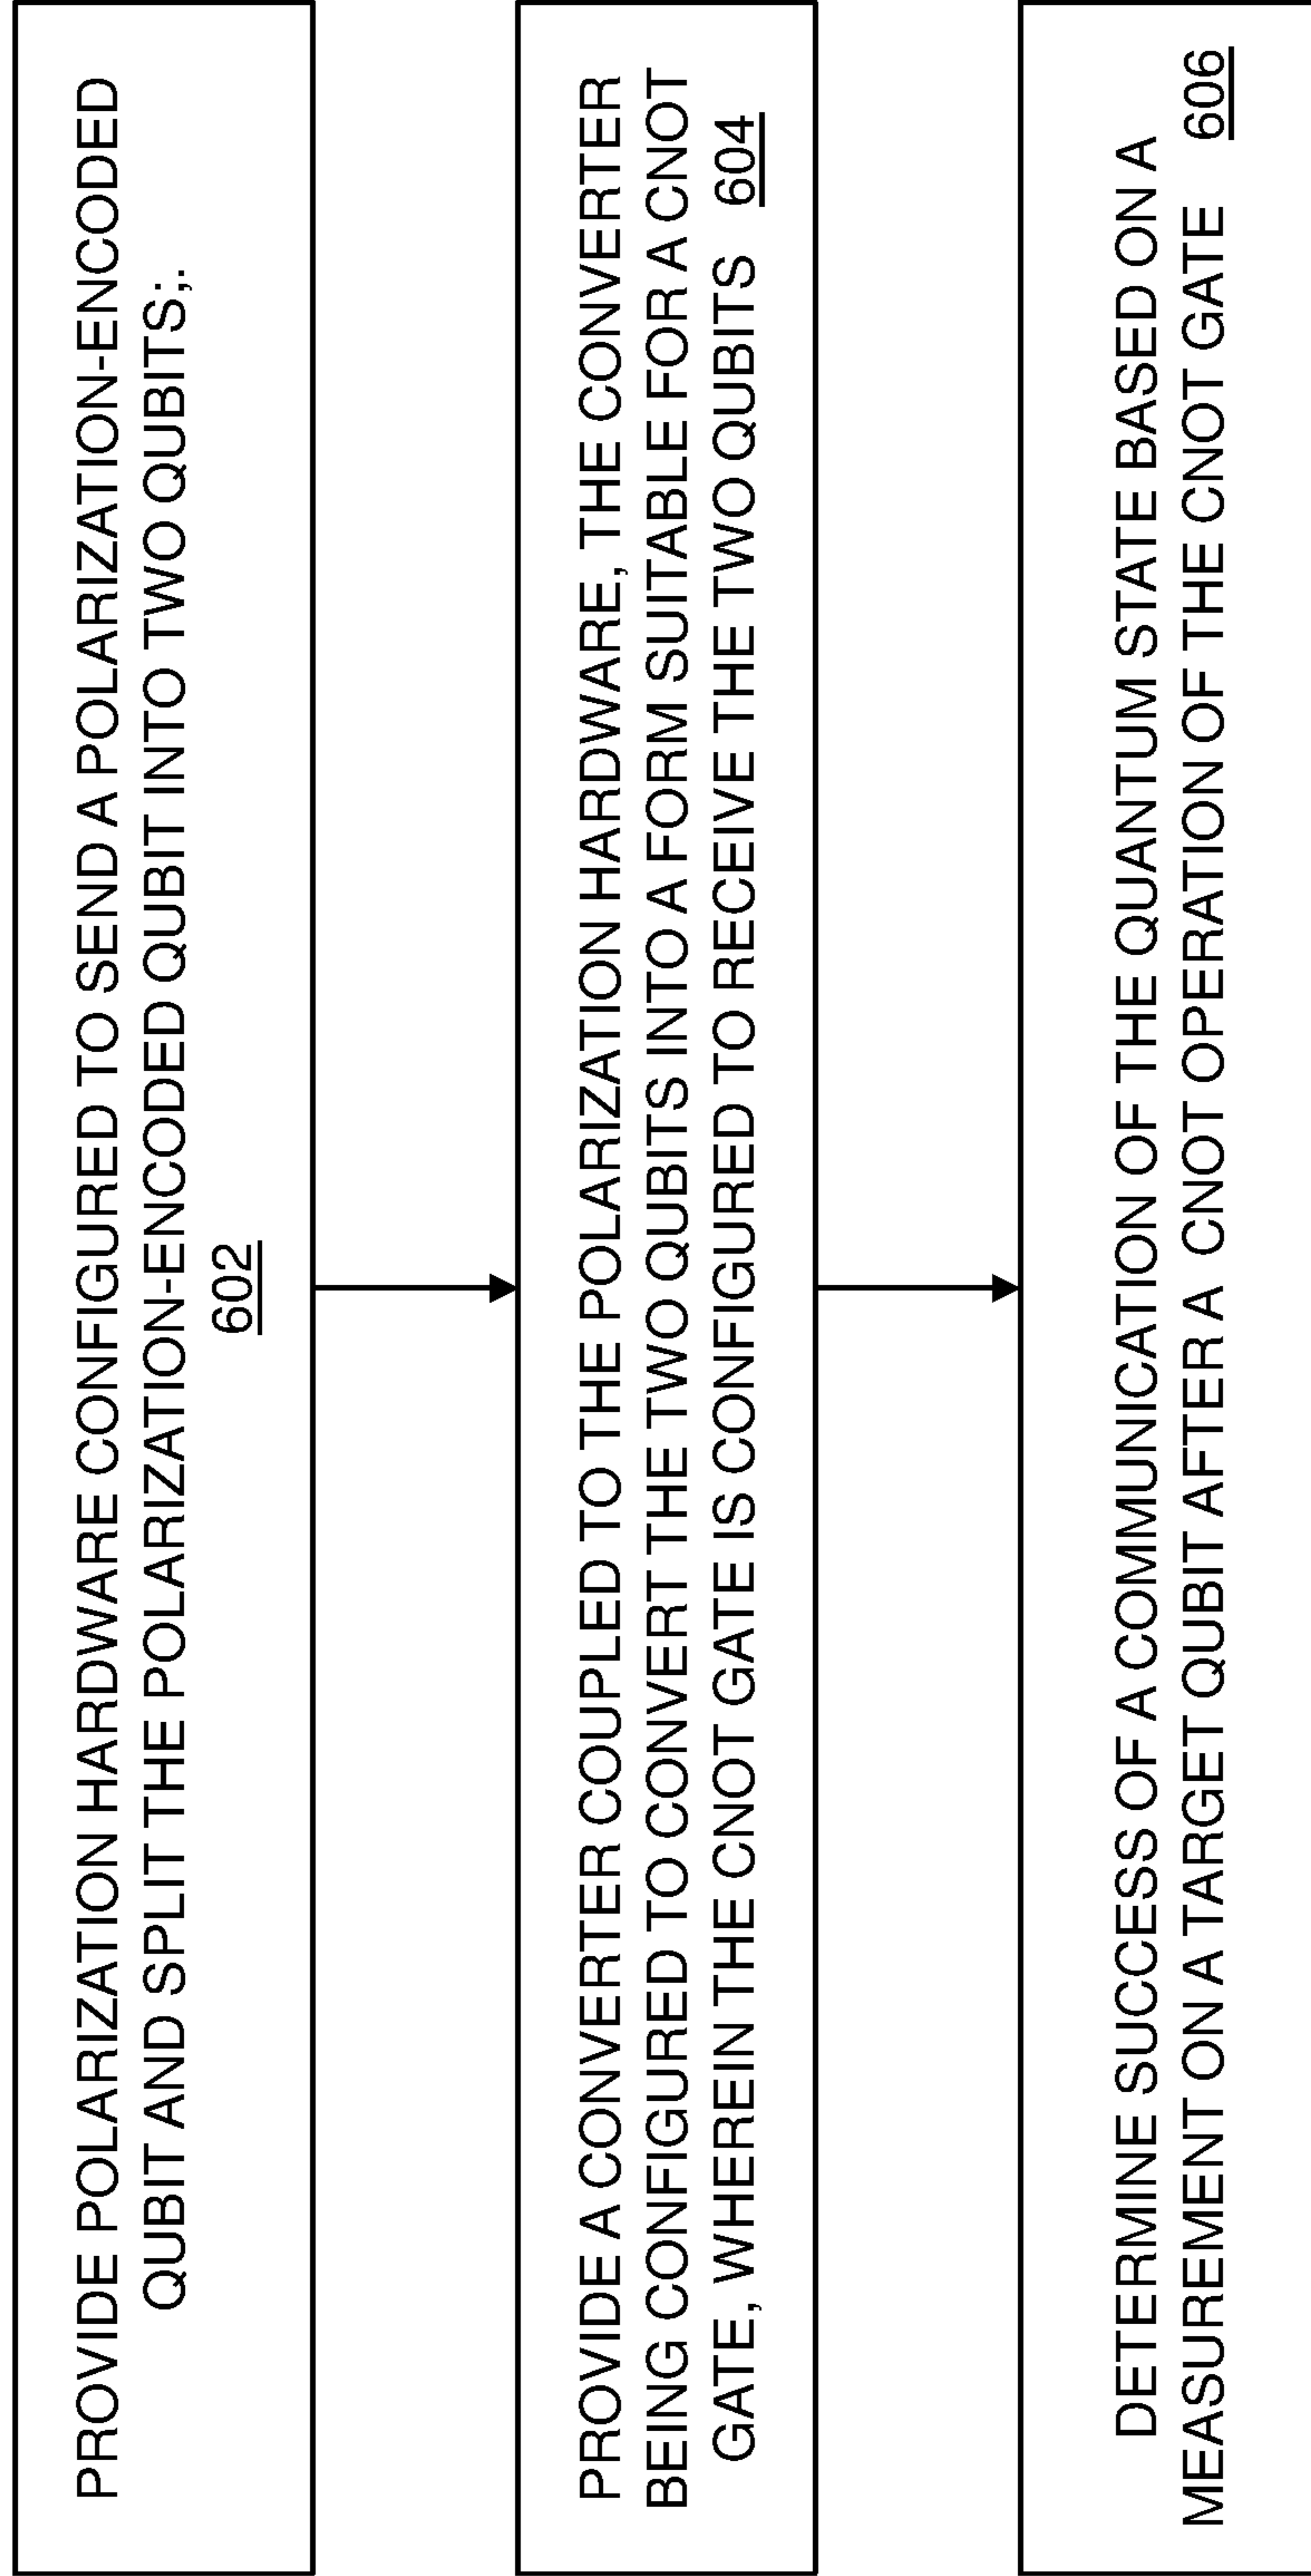 PROVIDE POLARIZATION HARDWARE CONFIGURED TO SEND A POLARIZATION-ENCODED
QUBIT AND SPLIT THE POLARIZATION-ENCODED QUBIT INTO TWO QUBITS;.
602
PROVIDE A CONVERTER COUPLED TO THE POLARIZATION HARDWARE, THE CONVERTER
BEING CONFIGURED TO CONVERT THE TWO QUBITS INTO A FORM SUITABLE FOR A CNOT
GATE, WHEREIN THE CNOT GATE IS CONFIGURED TO RECEIVE THE TWO QUBITS 604
DETERMINE SUCCESS OF A COMMUNICATION OF THE QUANTUM STATE BASED ON A
MEASUREMENT ON A TARGET QUBIT AFTER A CNOT OPERATION OF THE CNOT GATE 606